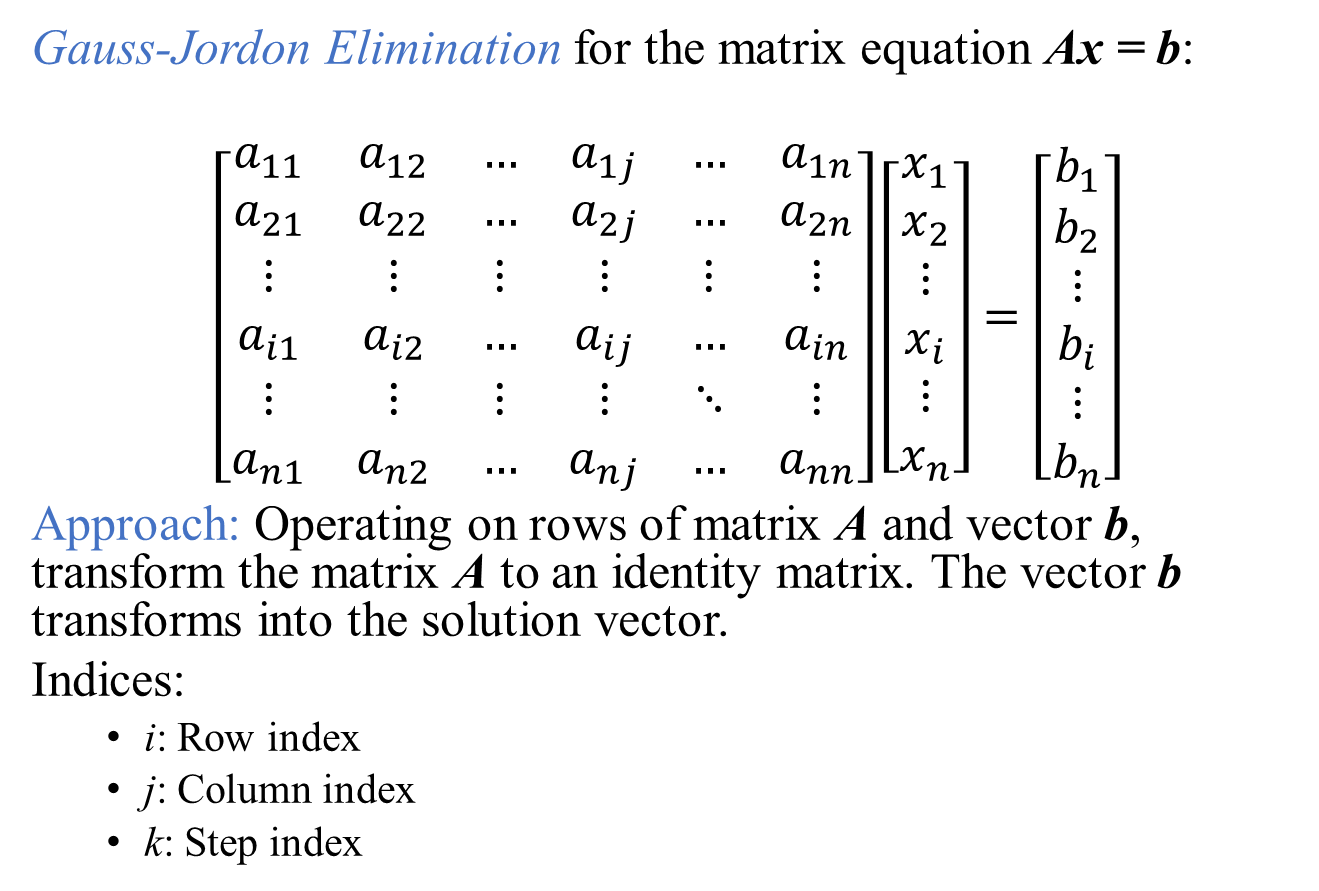 Gauss-Jordon Elimination for the matrix equation Ax = b:
a₁₁ a₁₂ … a₁ⱼ … a₁ₙ x₁ b₁
a₂₁ a₂₂ … a₂ⱼ … a₂ₙ x₂ b₂
⋮ ⋮ ⋮ ⋮ ⋮ ⋮ ⋮ ⋮
aᵢ₁ aᵢ₂ … aᵢⱼ … aᵢₙ xᵢ = bᵢ
⋮ ⋮ ⋮ ⋮ ⋱ ⋮ ⋮ ⋮
aₙ₁ aₙ₂ … aₙⱼ … aₙₙ xₙ bₙ
Approach: Operating on rows of matrix A and vector b,
transform the matrix A to an identity matrix. The vector b
transforms into the solution vector.
Indices:
• i: Row index
• j: Column index
• k: Step index